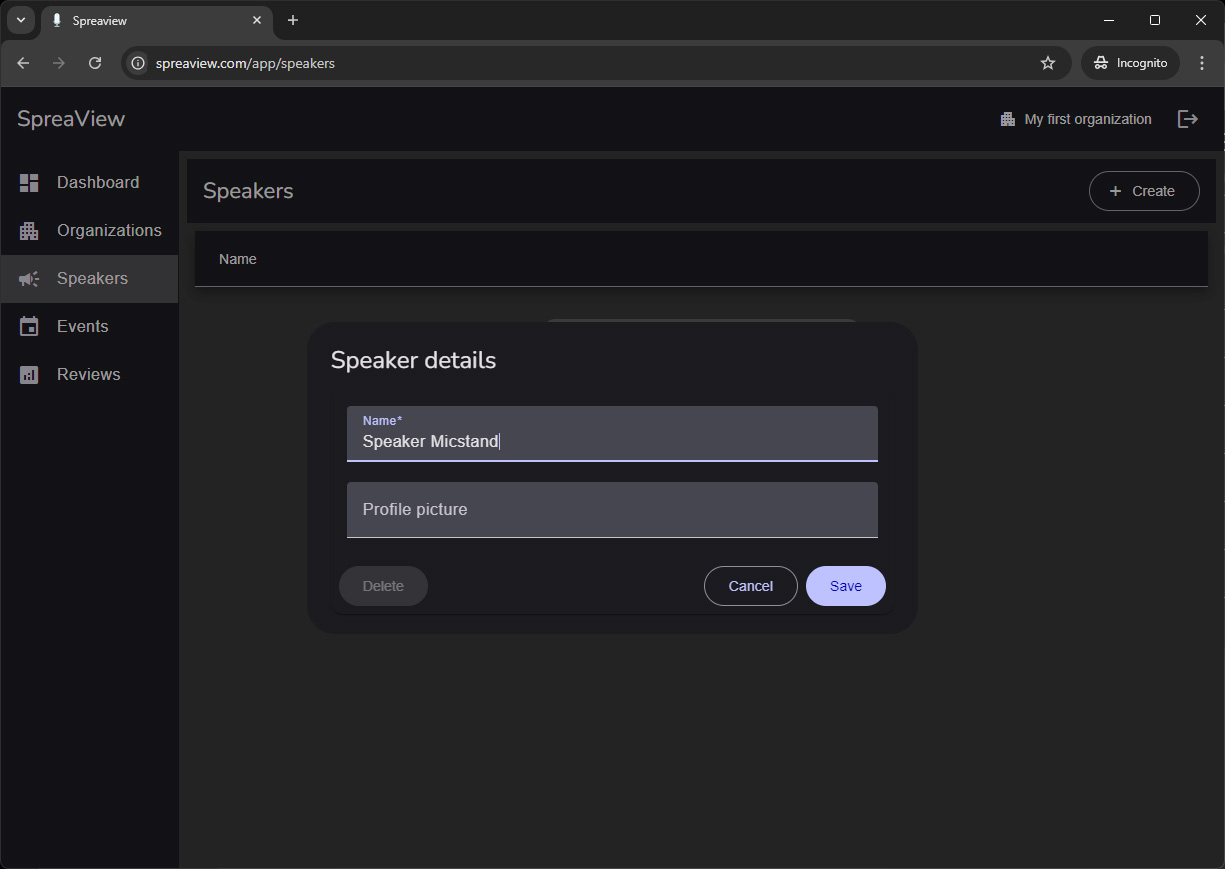 Spreaview
spreaview.com/app/speakers
Incognito
SpreaView
My first organization
Dashboard
Organizations
Speakers
Events
Reviews
Speakers
+ Create
Name
Speaker details
Name*
Speaker Micstand
Profile picture
Delete
Cancel
Save